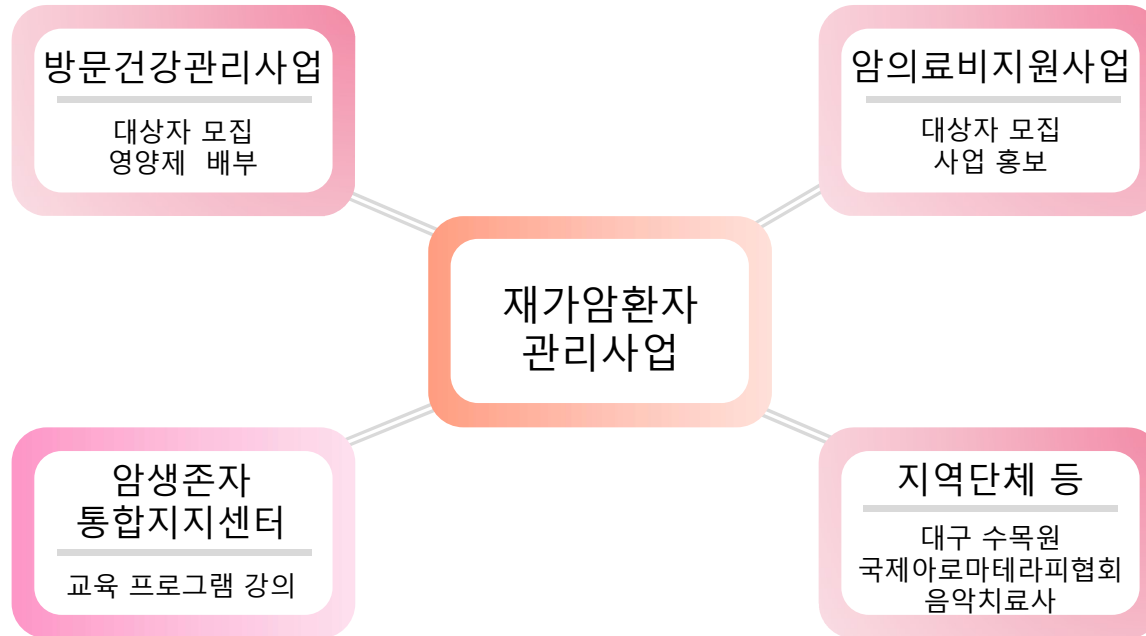 방문건강관리사업
대상자 모집
영양제 배부
암의료비지원사업
대상자 모집
사업 홍보
재가암환자
관리사업
암생존자
통합지지센터
교육 프로그램 강의
지역단체 등
대구 수목원
국제아로마테라피협회
음악치료사